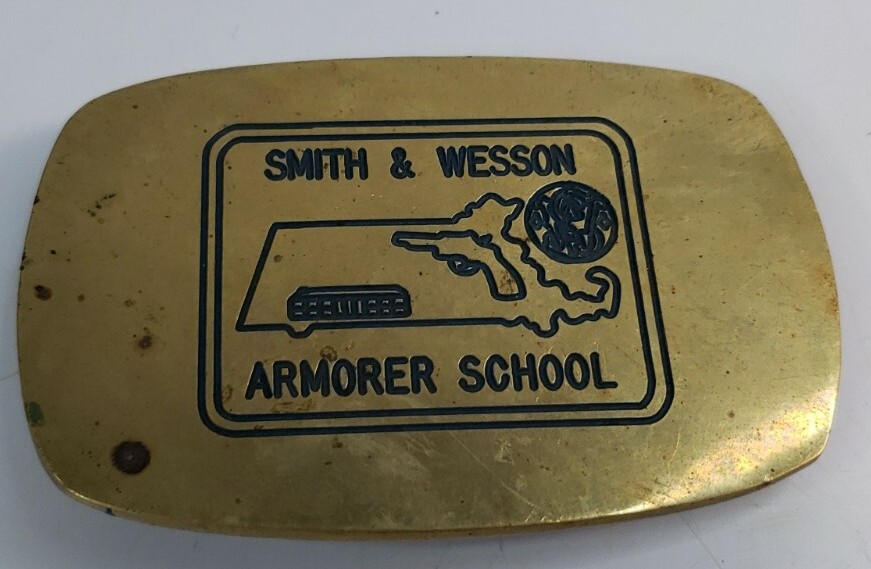 SMITH & WESSON
ARMORER SCHOOL